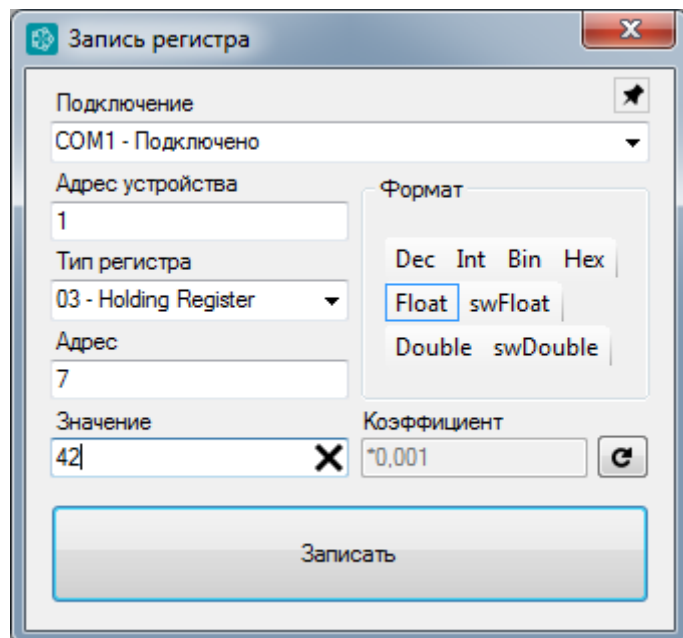 Запись регистра
Подключение
COM1 - Подключено
Адрес устройства
1
Тип регистра
03 - Holding Register
Адрес
7
Формат
Dec Int Bin Hex
Float swFloat
Double swDouble
Значение
42
Коэффициент
*0,001
Записать